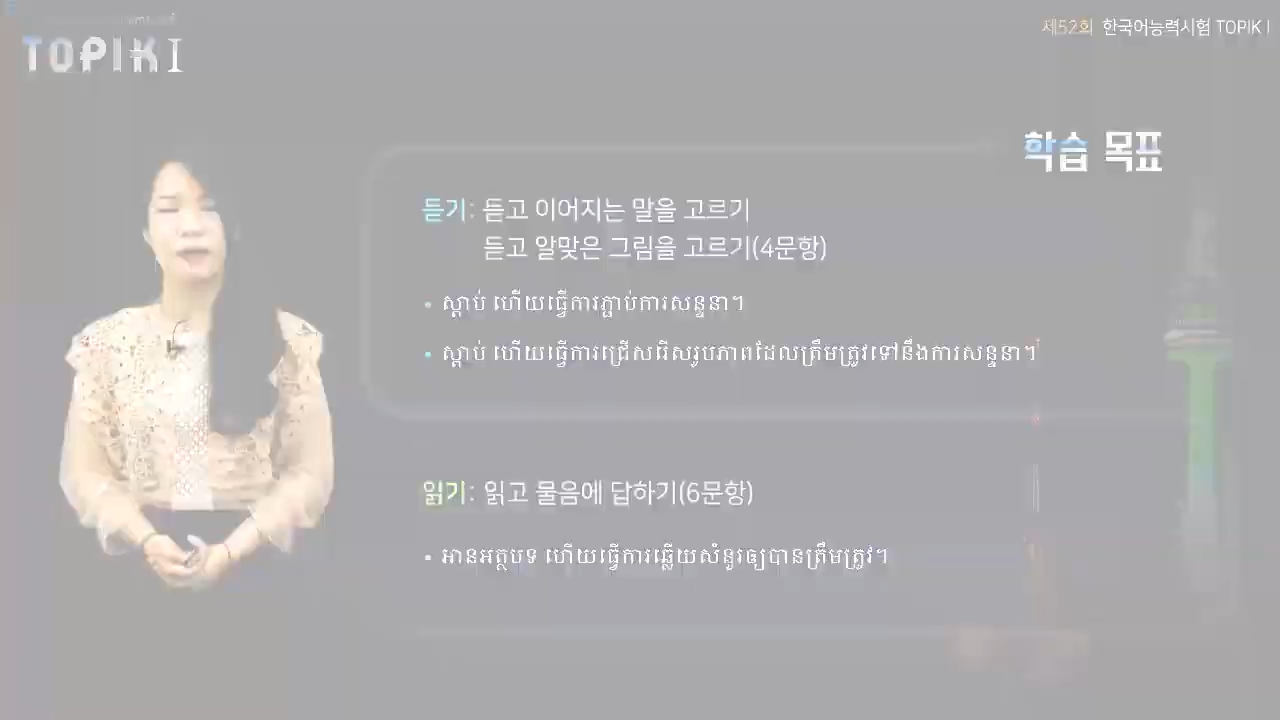 TOPIK I
제52회 한국어능력시험 TOPIK I
학습 목표
듣기: 듣고 이어지는 말을 고르기
듣고 알맞은 그림을 고르기(4문항)
• ស្តាប់ ហើយធ្វើការភ្ជាប់ការសន្ទនា។
• ស្តាប់ ហើយធ្វើការជ្រើសរើសរូបភាពដែលត្រឹមត្រូវទៅនឹងការសន្ទនា។
읽기: 읽고 물음에 답하기(6문항)
• អានអត្ថបទ ហើយធ្វើការឆ្លើយសំនួរឲ្យបានត្រឹមត្រូវ។